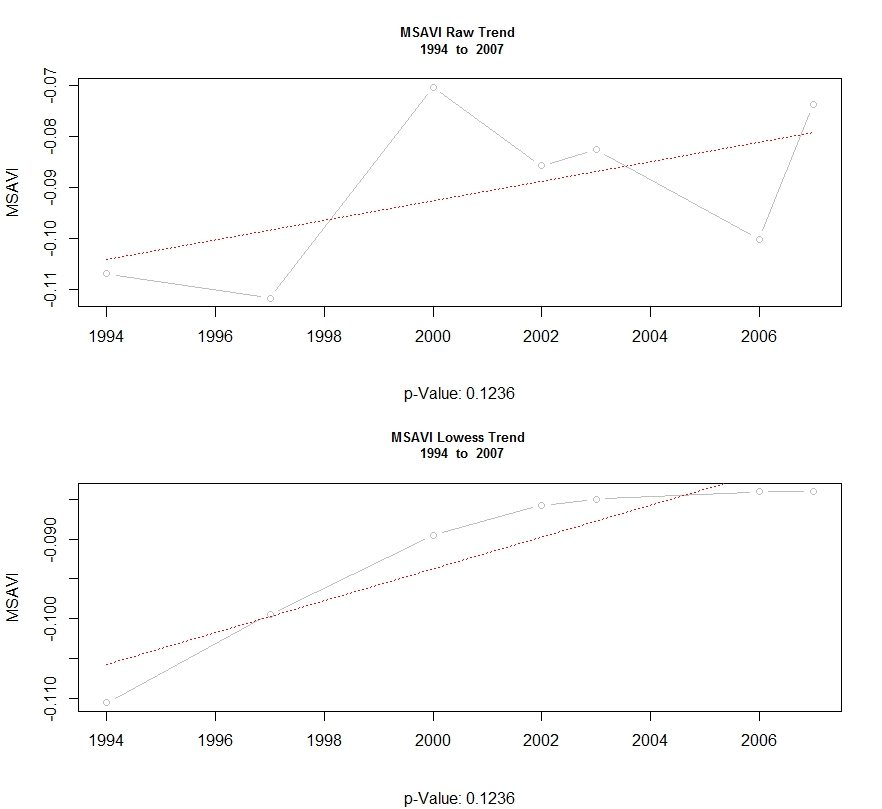 MSAVI Raw Trend
1994 to 2007
MSAVI
-0.07
-0.08
-0.09
-0.10
-0.11
1994 1996 1998 2000 2002 2004 2006
p-Value: 0.1236
MSAVI Lowess Trend
1994 to 2007
MSAVI
-0.090
-0.100
-0.110
1994 1996 1998 2000 2002 2004 2006
p-Value: 0.1236